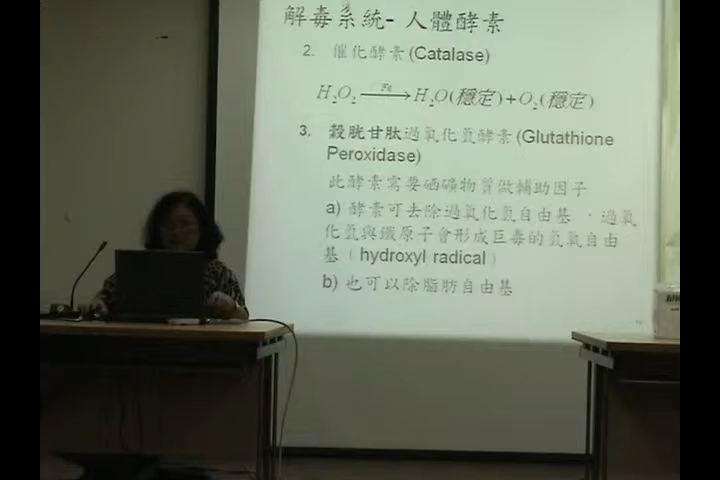 解毒系統- 人體酵素
2. 催化酵素(Catalase)
H₂O₂ —Fe→ H₂O(穩定)+O₂(穩定)
3. 穀胱甘肽過氧化氫酵素(Glutathione
Peroxidase)
此酵素需要硒礦物質做輔助因子
a) 酵素可去除過氧化氫自由基，過氧
化氫與鐵原子會形成巨毒的氫氧自由
基（hydroxyl radical）
b) 也可以除脂肪自由基